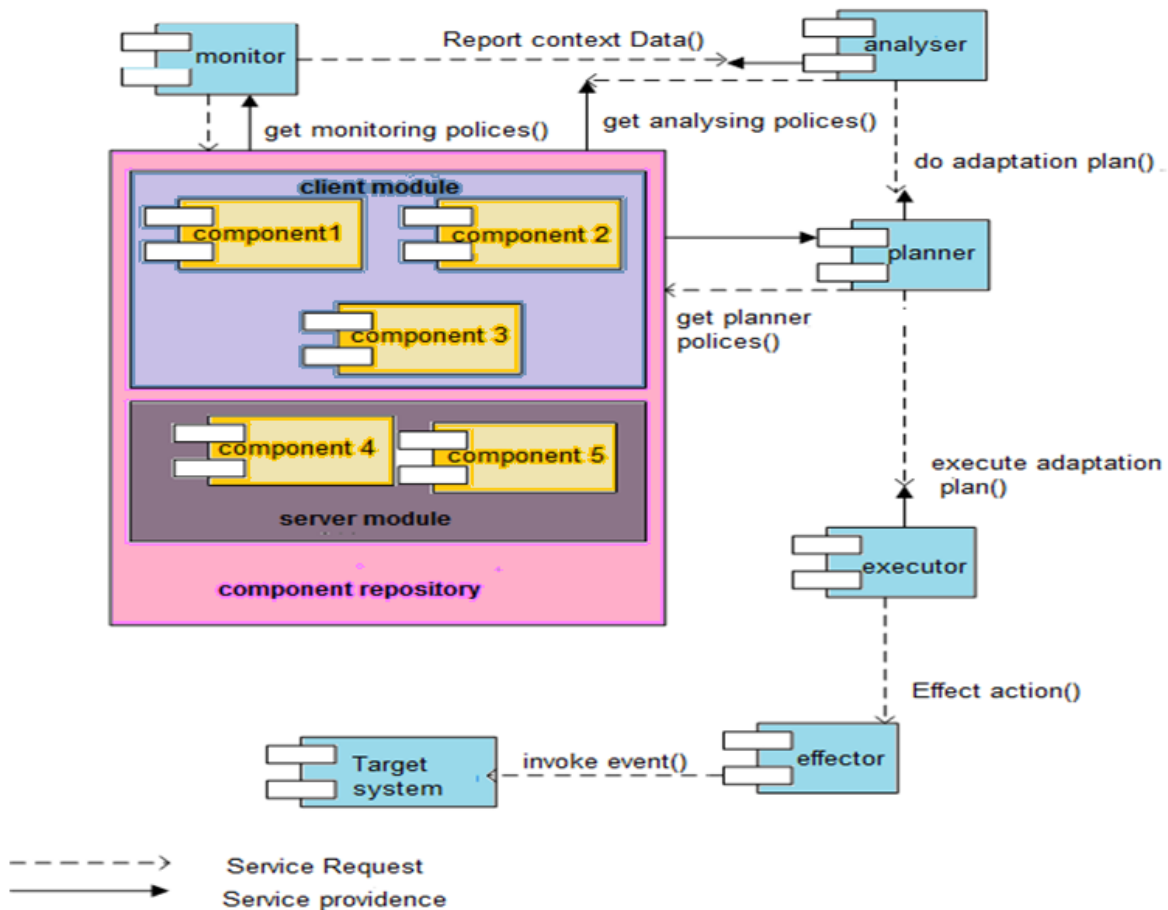 monitor
Report context Data()
analyser
get monitoring polices()
get analysing polices()
do adaptation plan()
client module
component1
component 2
component 3
planner
get planner
polices()
component 4
component 5
server module
component repository
execute adaptation
plan()
executor
Effect action()
effector
invoke event()
Target
system
Service Request
Service providence